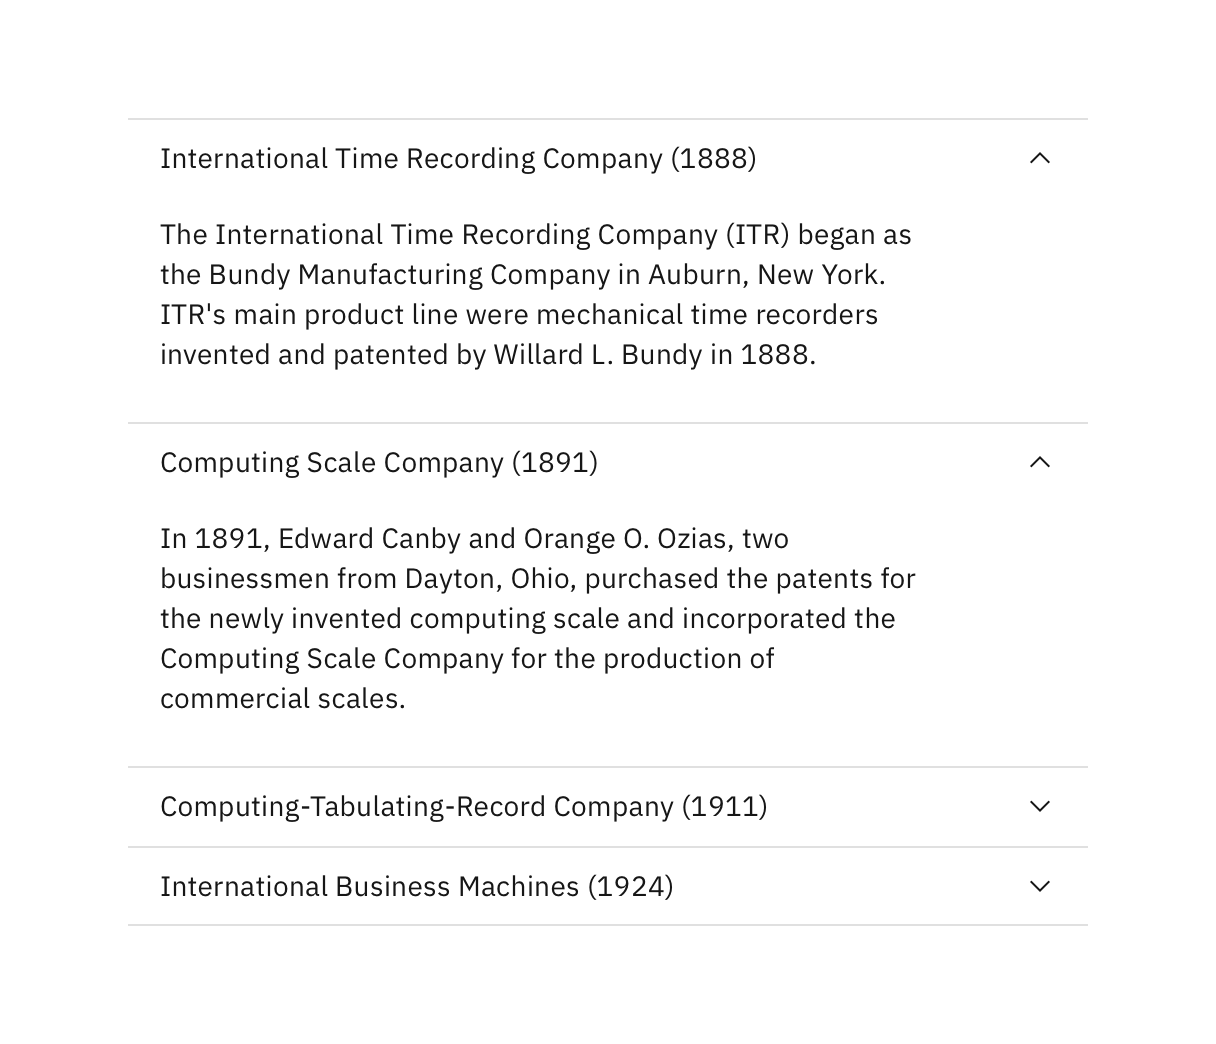 International Time Recording Company (1888)
The International Time Recording Company (ITR) began as
the Bundy Manufacturing Company in Auburn, New York.
ITR's main product line were mechanical time recorders
invented and patented by Willard L. Bundy in 1888.
Computing Scale Company (1891)
In 1891, Edward Canby and Orange O. Ozias, two
businessmen from Dayton, Ohio, purchased the patents for
the newly invented computing scale and incorporated the
Computing Scale Company for the production of
commercial scales.
Computing-Tabulating-Record Company (1911)
International Business Machines (1924)